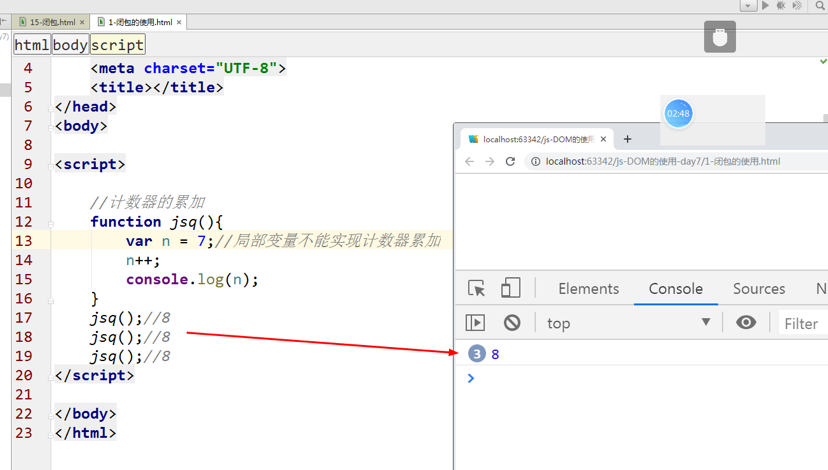 15-闭包.html
1-闭包的使用.html
html body script
4 <meta charset="UTF-8">
5 <title></title>
6 </head>
7 <body>
8
9 <script>
10
11 //计数器的累加
12 function jsq(){
13 var n = 7;//局部变量不能实现计数器累加
14 n++;
15 console.log(n);
16 }
17 jsq();//8
18 jsq();//8
19 jsq();//8
20 </script>
21
22 </body>
23 </html>
02:48
localhost:63342/js-DOM的使用
localhost:63342/js-DOM的使用-day7/1-闭包的使用.html
Elements Console Sources N
top Filter
3 8